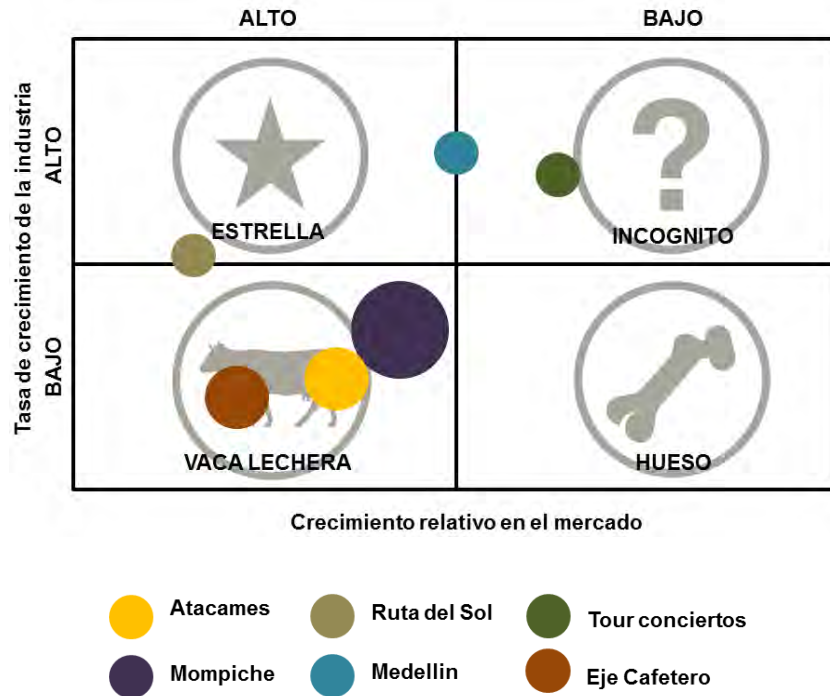 ALTO
BAJO
Tasa de crecimiento de la industria
ALTO
ESTRELLA
INCOGNITO
BAJO
VACA LECHERA
HUESO
Crecimiento relativo en el mercado
Atacames
Ruta del Sol
Tour conciertos
Mompiche
Medellin
Eje Cafetero